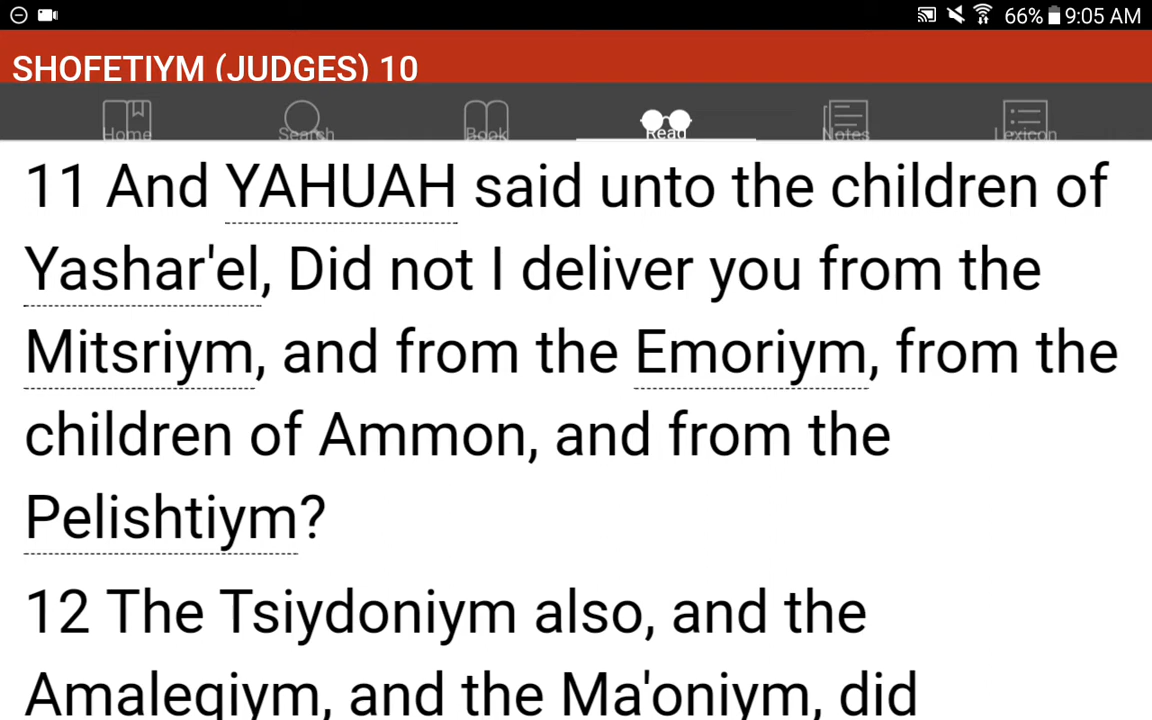 66% 9:05 AM
SHOFETIYM (JUDGES) 10
Home Search Book Read Notes Lexicon
11 And YAHUAH said unto the children of
Yashar'el, Did not I deliver you from the
Mitsriym, and from the Emoriym, from the
children of Ammon, and from the
Pelishtiym?
12 The Tsiydoniym also, and the
Amaleqiym, and the Ma'oniym, did